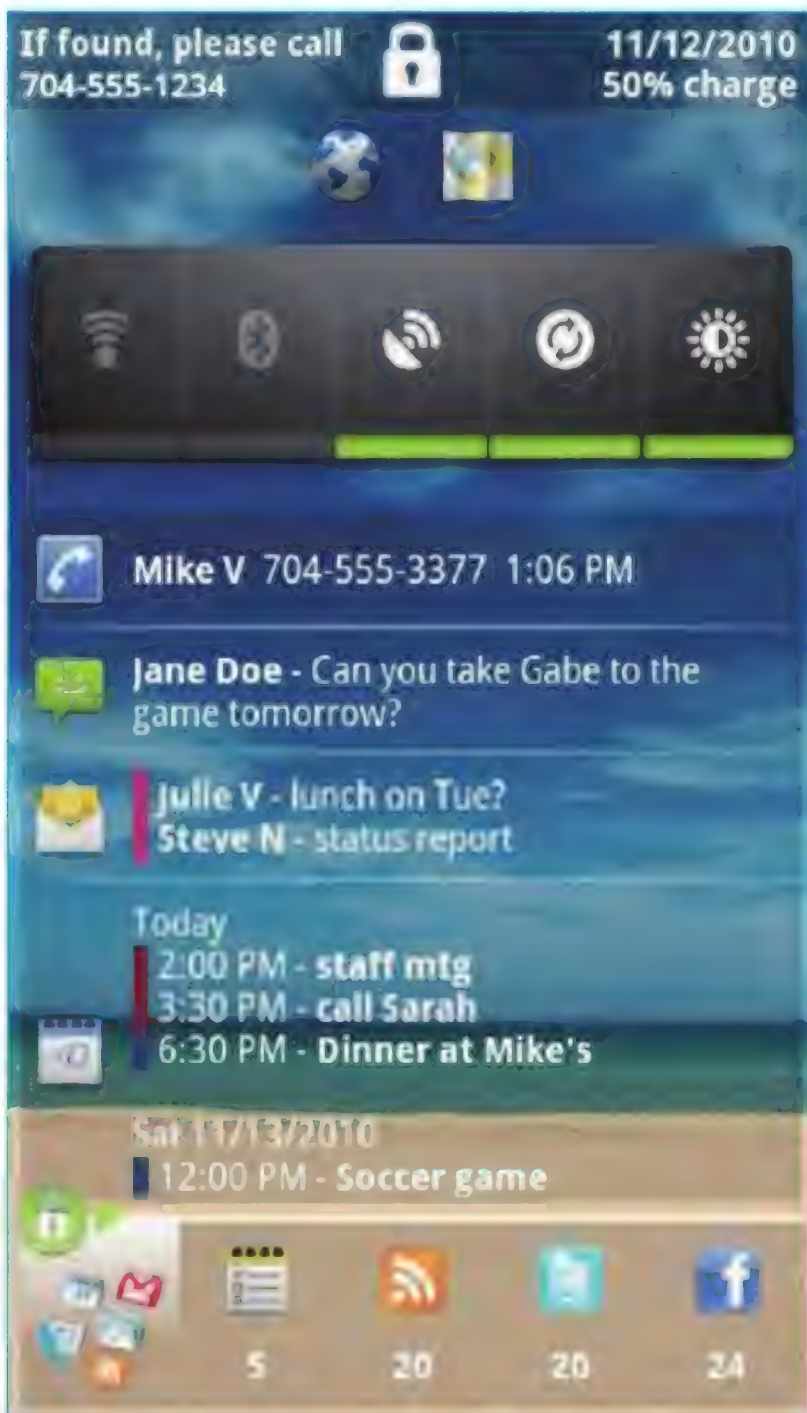 If found, please call
704-555-1234
11/12/2010
50% charge
Mike V 704-555-3377 1:06 PM
Jane Doe - Can you take Gabe to the
game tomorrow?
Julie V - lunch on Tue?
Steve N - status report
Today
2:00 PM - staff mtg
3:30 PM - call Sarah
6:30 PM - Dinner at Mike's
Sat 11/13/2010
12:00 PM - Soccer game
5
20
20
24